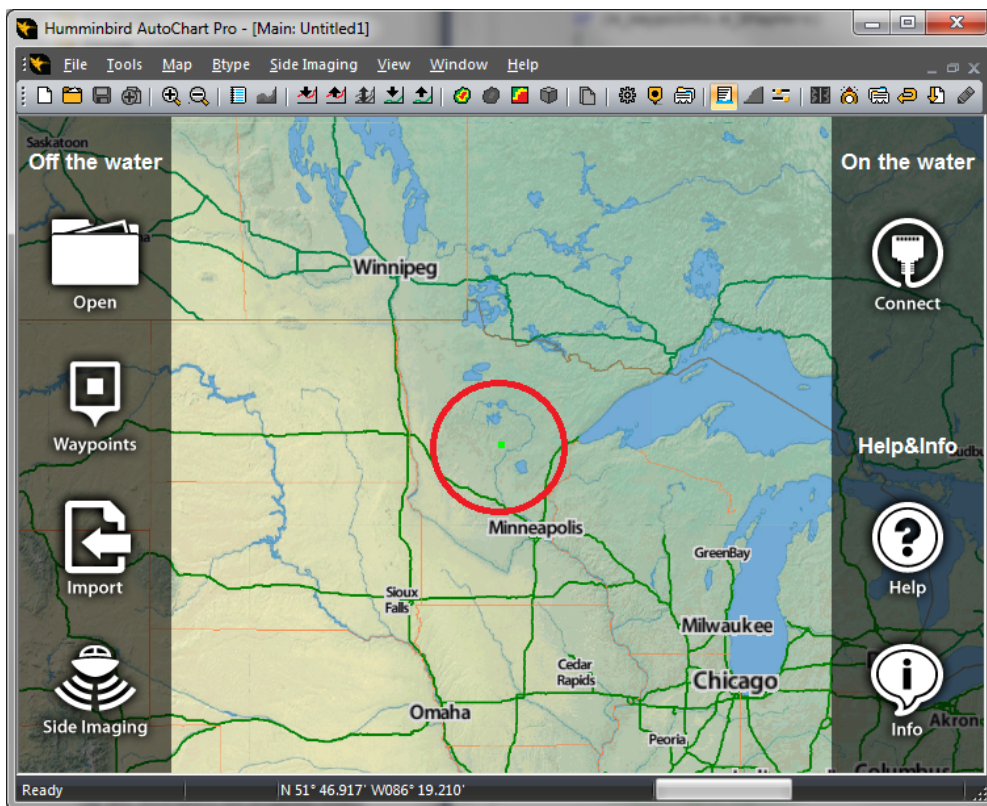 Humminbird AutoChart Pro - [Main: Untitled1]
File Tools Map Btype Side Imaging View Window Help
Saskatoon
Off the water
On the water
Winnipeg
Open
Connect
Waypoints
Help&Info
Minneapolis
GreenBay
Import
Help
Sioux
Falls
Milwaukee
Cedar
Rapids
Chicago
Omaha
Side Imaging
Info
Akron
Peoria
Columbus
Ready
N 51° 46.917' W086° 19.210'